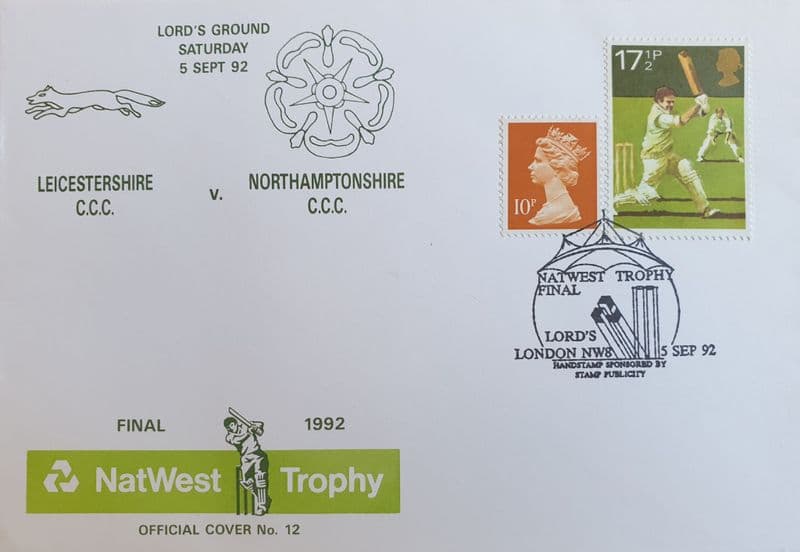 LORD'S GROUND
SATURDAY
5 SEPT 92
LEICESTERSHIRE
C.C.C.
v.
NORTHAMPTONSHIRE
C.C.C.
17½P
10P
NATWEST TROPHY
FINAL
LORD'S
LONDON NW8 5 SEP 92
HANDSTAMP SPONSORED BY
STAMP PUBLICITY
FINAL 1992
NatWest Trophy
OFFICIAL COVER No. 12